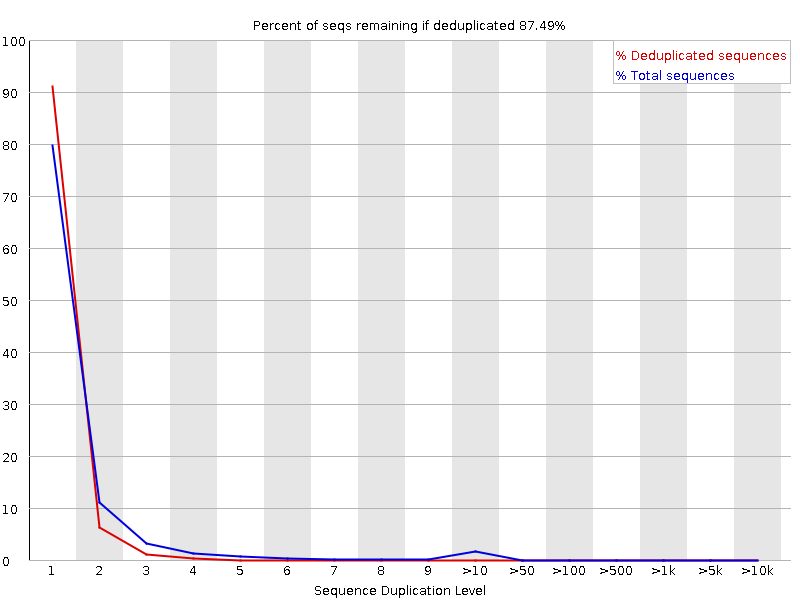 Percent of seqs remaining if deduplicated 87.49%
% Deduplicated sequences
% Total sequences
100
90
80
70
60
50
40
30
20
10
0
1 2 3 4 5 6 7 8 9 >10 >50 >100 >500 >1k >5k >10k
Sequence Duplication Level